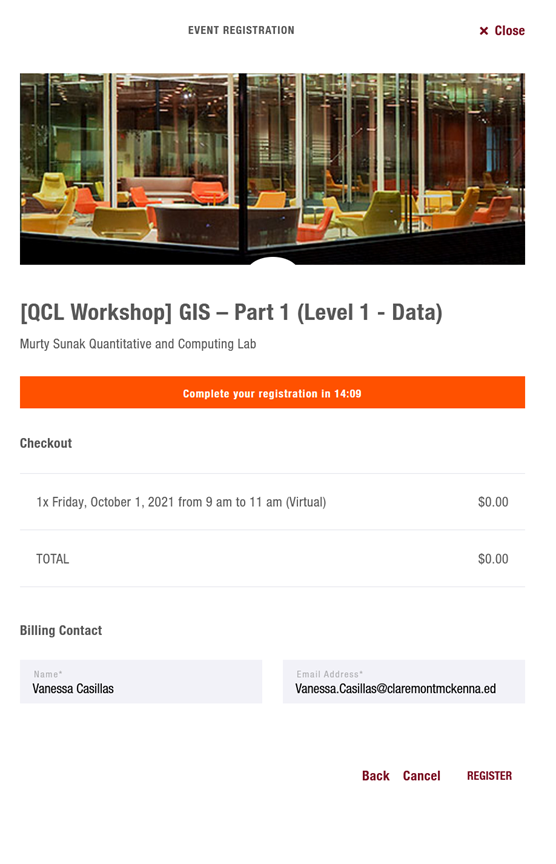 EVENT REGISTRATION
× Close
[QCL Workshop] GIS – Part 1 (Level 1 - Data)
Murty Sunak Quantitative and Computing Lab
Complete your registration in 14:09
Checkout
1x Friday, October 1, 2021 from 9 am to 11 am (Virtual) $0.00
TOTAL $0.00
Billing Contact
Name* Email Address*
Vanessa Casillas Vanessa.Casillas@claremontmckenna.ed
Back Cancel REGISTER